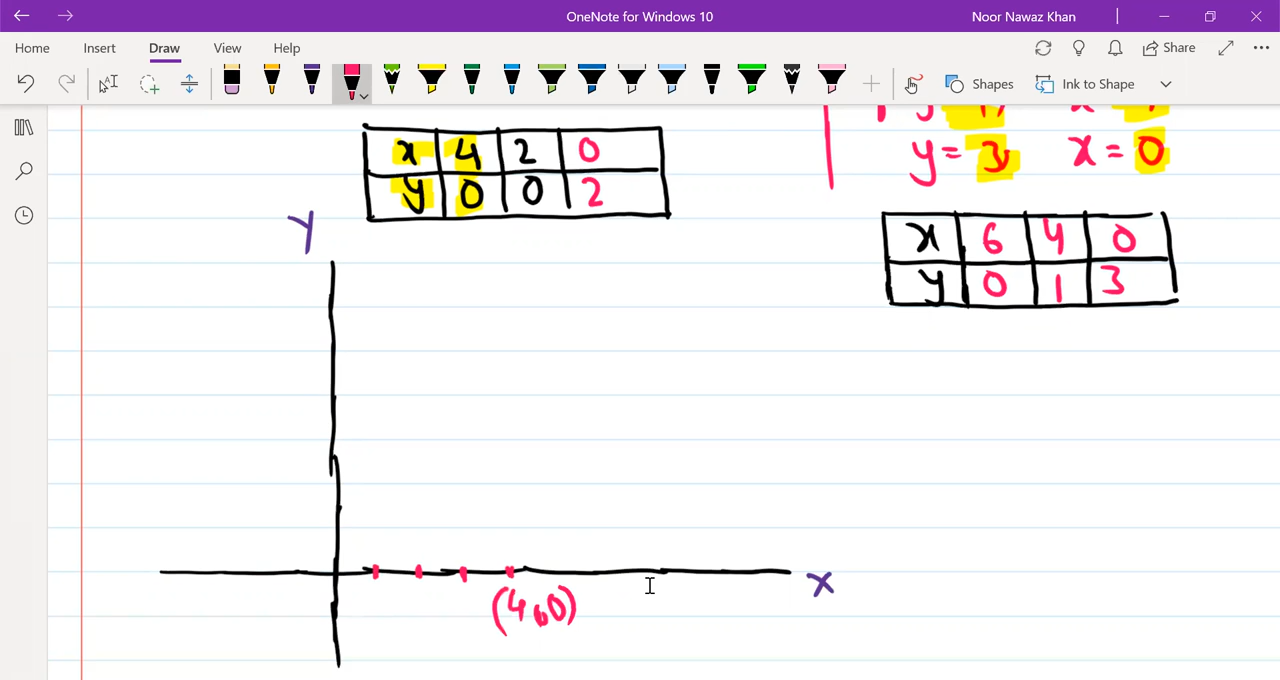 OneNote for Windows 10
Noor Nawaz Khan
Home Insert Draw View Help
Share
Shapes
Ink to Shape
x 4 2 0
y 0 0 2
y= 3 x = 0
x 6 4 0
y 0 1 3
Y
X
(4,0)